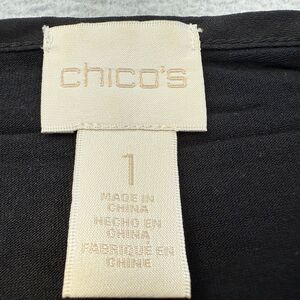 chico's
1
MADE IN
CHINA
HECHO EN
CHINA
FABRIQUÉ EN
CHINE